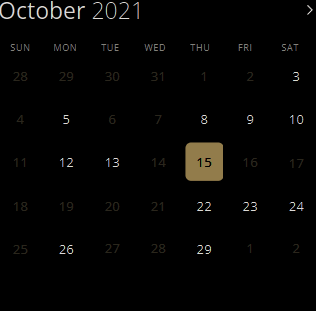 October 2021
SUN MON TUE WED THU FRI SAT
28 29 30 31 1 2 3
4 5 6 7 8 9 10
11 12 13 14 15 16 17
18 19 20 21 22 23 24
25 26 27 28 29 1 2